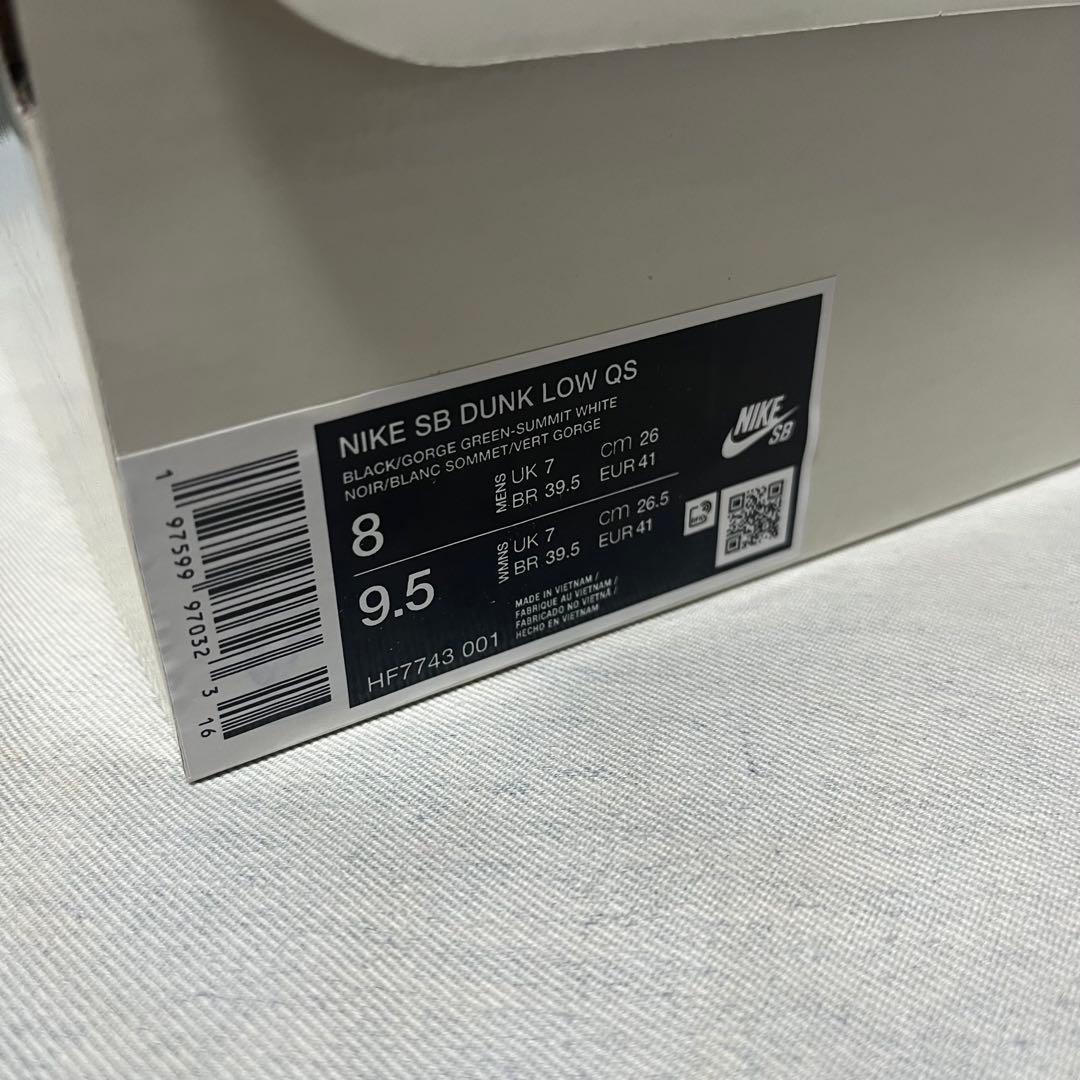 NIKE SB DUNK LOW QS
BLACK/GORGE GREEN-SUMMIT WHITE
NOIR/BLANC SOMMET/VERT GORGE
8
MENS
UK 7
BR 39.5
cm 26
EUR 41
9.5
WMNS
UK 7
BR 39.5
cm 26.5
EUR 41
HF7743 001
MADE IN VIETNAM /
FABRIQUE AU VIETNAM /
FABRICADO NO VIETNÃ /
HECHO EN VIETNAM
NIKE
SB
1 97599 97032 3 16